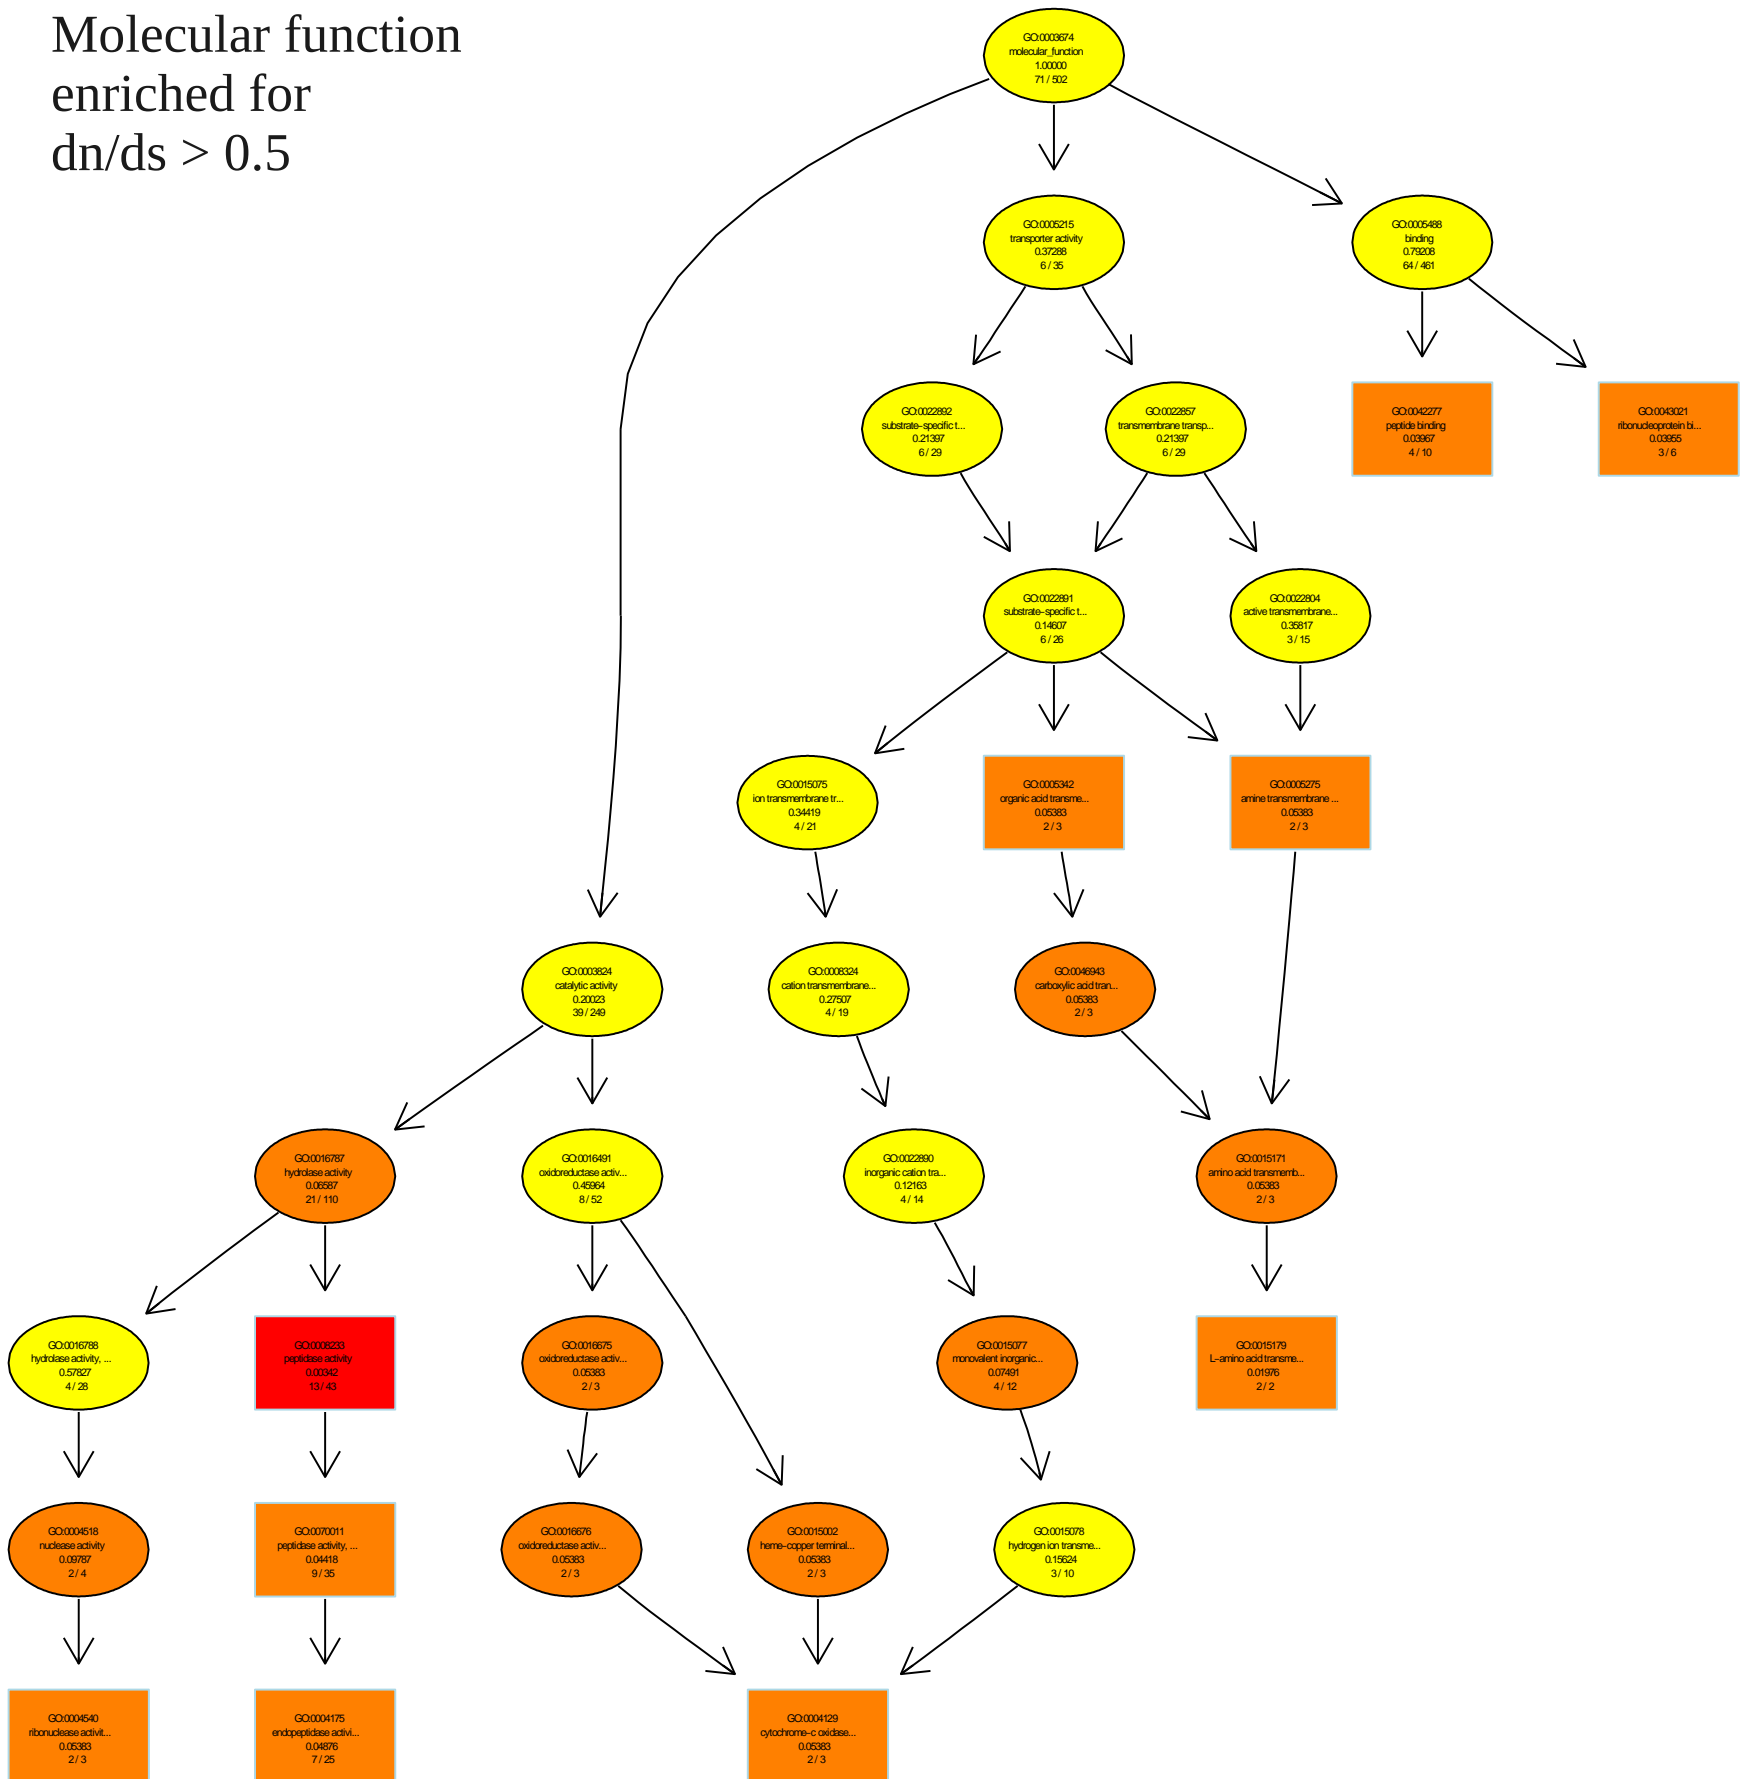 Molecular function
enriched for
dn/ds > 0.5
GO:0003674
molecular_function
1.00000
71 / 502
GO:0005215
transporter activity
0.37288
6 / 35
GO:0005488
binding
0.79208
64 / 461
GO:0022892
substrate-specific t...
0.21397
6 / 29
GO:0022857
transmembrane transp...
0.21397
6 / 29
GO:0042277
peptide binding
0.03967
4 / 10
GO:0043021
ribonucleoprotein bi...
0.03955
3 / 6
GO:0022891
substrate-specific t...
0.14607
6 / 26
GO:0022804
active transmembrane...
0.35817
3 / 15
GO:0015075
ion transmembrane tr...
0.34419
4 / 21
GO:0005342
organic acid transme...
0.05383
2 / 3
GO:0005275
amine transmembrane ...
0.05383
2 / 3
GO:0003824
catalytic activity
0.20023
39 / 249
GO:0008324
cation transmembrane...
0.27507
4 / 19
GO:0046943
carboxylic acid tran...
0.05383
2 / 3
GO:0016787
hydrolase activity
0.06587
21 / 110
GO:0016491
oxidoreductase activ...
0.45964
8 / 52
GO:0022890
inorganic cation tra...
0.12163
4 / 14
GO:0015171
amino acid transmemb...
0.05383
2 / 3
GO:0016788
hydrolase activity, ...
0.57827
4 / 28
GO:0008233
peptidase activity
0.00342
13 / 43
GO:0016675
oxidoreductase activ...
0.05383
2 / 3
GO:0015077
monovalent inorganic...
0.07491
4 / 12
GO:0015179
L-amino acid transme...
0.01976
2 / 2
GO:0004518
nuclease activity
0.09787
2 / 4
GO:0070011
peptidase activity, ...
0.04418
9 / 35
GO:0016676
oxidoreductase activ...
0.05383
2 / 3
GO:0015002
heme-copper terminal...
0.05383
2 / 3
GO:0015078
hydrogen ion transme...
0.15624
3 / 10
GO:0004540
ribonuclease activit...
0.05383
2 / 3
GO:0004175
endopeptidase activi...
0.04876
7 / 25
GO:0004129
cytochrome-c oxidase...
0.05383
2 / 3